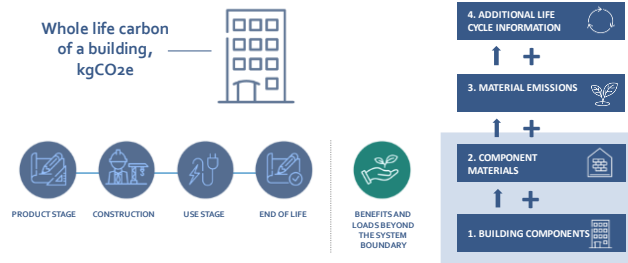 Whole life carbon
of a building,
kgCO2e
PRODUCT STAGE
CONSTRUCTION
USE STAGE
END OF LIFE
BENEFITS AND
LOADS BEYOND
THE SYSTEM
BOUNDARY
4. ADDITIONAL LIFE
CYCLE INFORMATION
+
3. MATERIAL EMISSIONS
+
2. COMPONENT
MATERIALS
+
1. BUILDING COMPONENTS